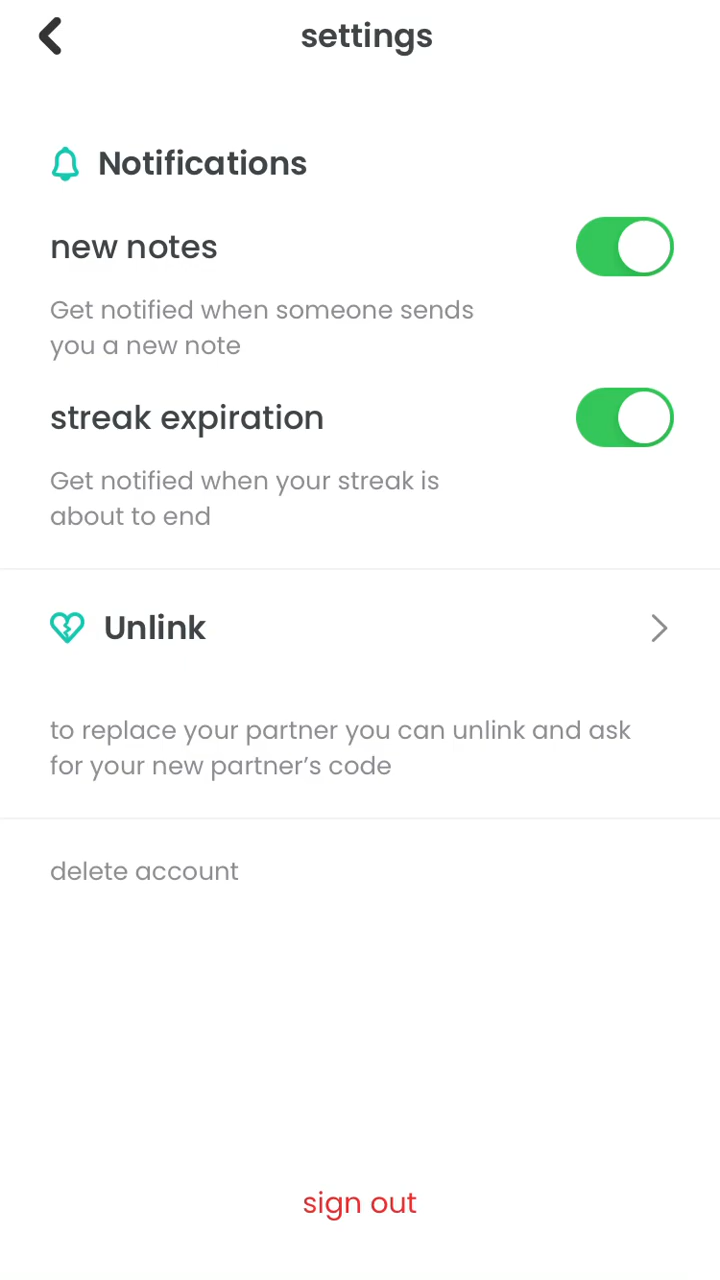 settings
Notifications
new notes
Get notified when someone sends
you a new note
streak expiration
Get notified when your streak is
about to end
Unlink
to replace your partner you can unlink and ask
for your new partner’s code
delete account
sign out